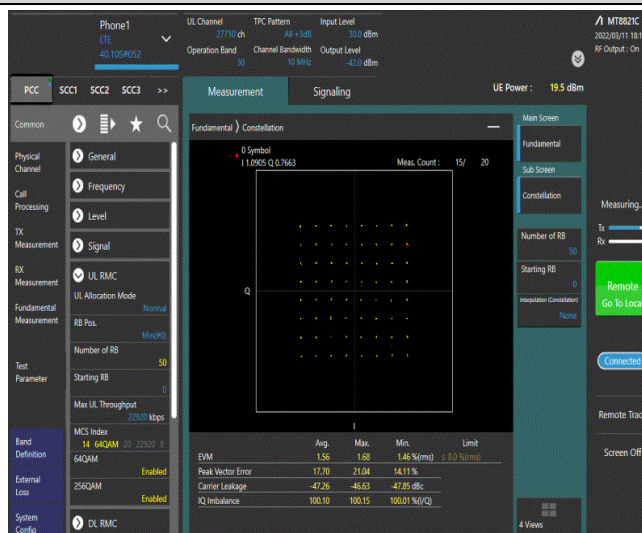 Phone1
LTE
40.105#052
UL Channel TPC Pattern Input Level
27710 ch All +3dB 30.0 dBm
Operation Band Channel Bandwidth Output Level
30 10 MHz -42.0 dBm
MT8821C
2022/03/11 18:1
RF Output : On
PCC SCC1 SCC2 SCC3 >>
Measurement Signaling
UE Power : 19.5 dBm
Common
Physical
Channel
Call
Processing
TX
Measurement
RX
Measurement
Fundamental
Measurement
Test
Parameter
Band
Definition
External
Loss
System
Config
General
Frequency
Level
Signal
UL RMC
UL Allocation Mode
Normal
RB Pos.
Min(#0)
Number of RB
50
Starting RB
0
Max UL Throughput
22920 kbps
MCS Index
14 64QAM 20 22920 8
64QAM
Enabled
256QAM
Enabled
DL RMC
Fundamental 〉 Constellation
0 Symbol
I 1.0905 Q 0.7663
Meas. Count : 15/ 20
Q
I
Avg. Max. Min. Limit
EVM 1.56 1.68 1.46 %(rms) ≤ 8.0 %(rms)
Peak Vector Error 17.70 21.04 14.11 %
Carrier Leakage -47.26 -46.63 -47.85 dBc
IQ Imbalance 100.10 100.15 100.01 %(I/Q)
Main Screen
Fundamental
Sub Screen
Constellation
Number of RB
50
Starting RB
0
Interpolation (Constellation)
None
4 Views
Measuring..
Tx
Rx
Remote
Go To Loca
Connected
Remote Trac
Screen Off